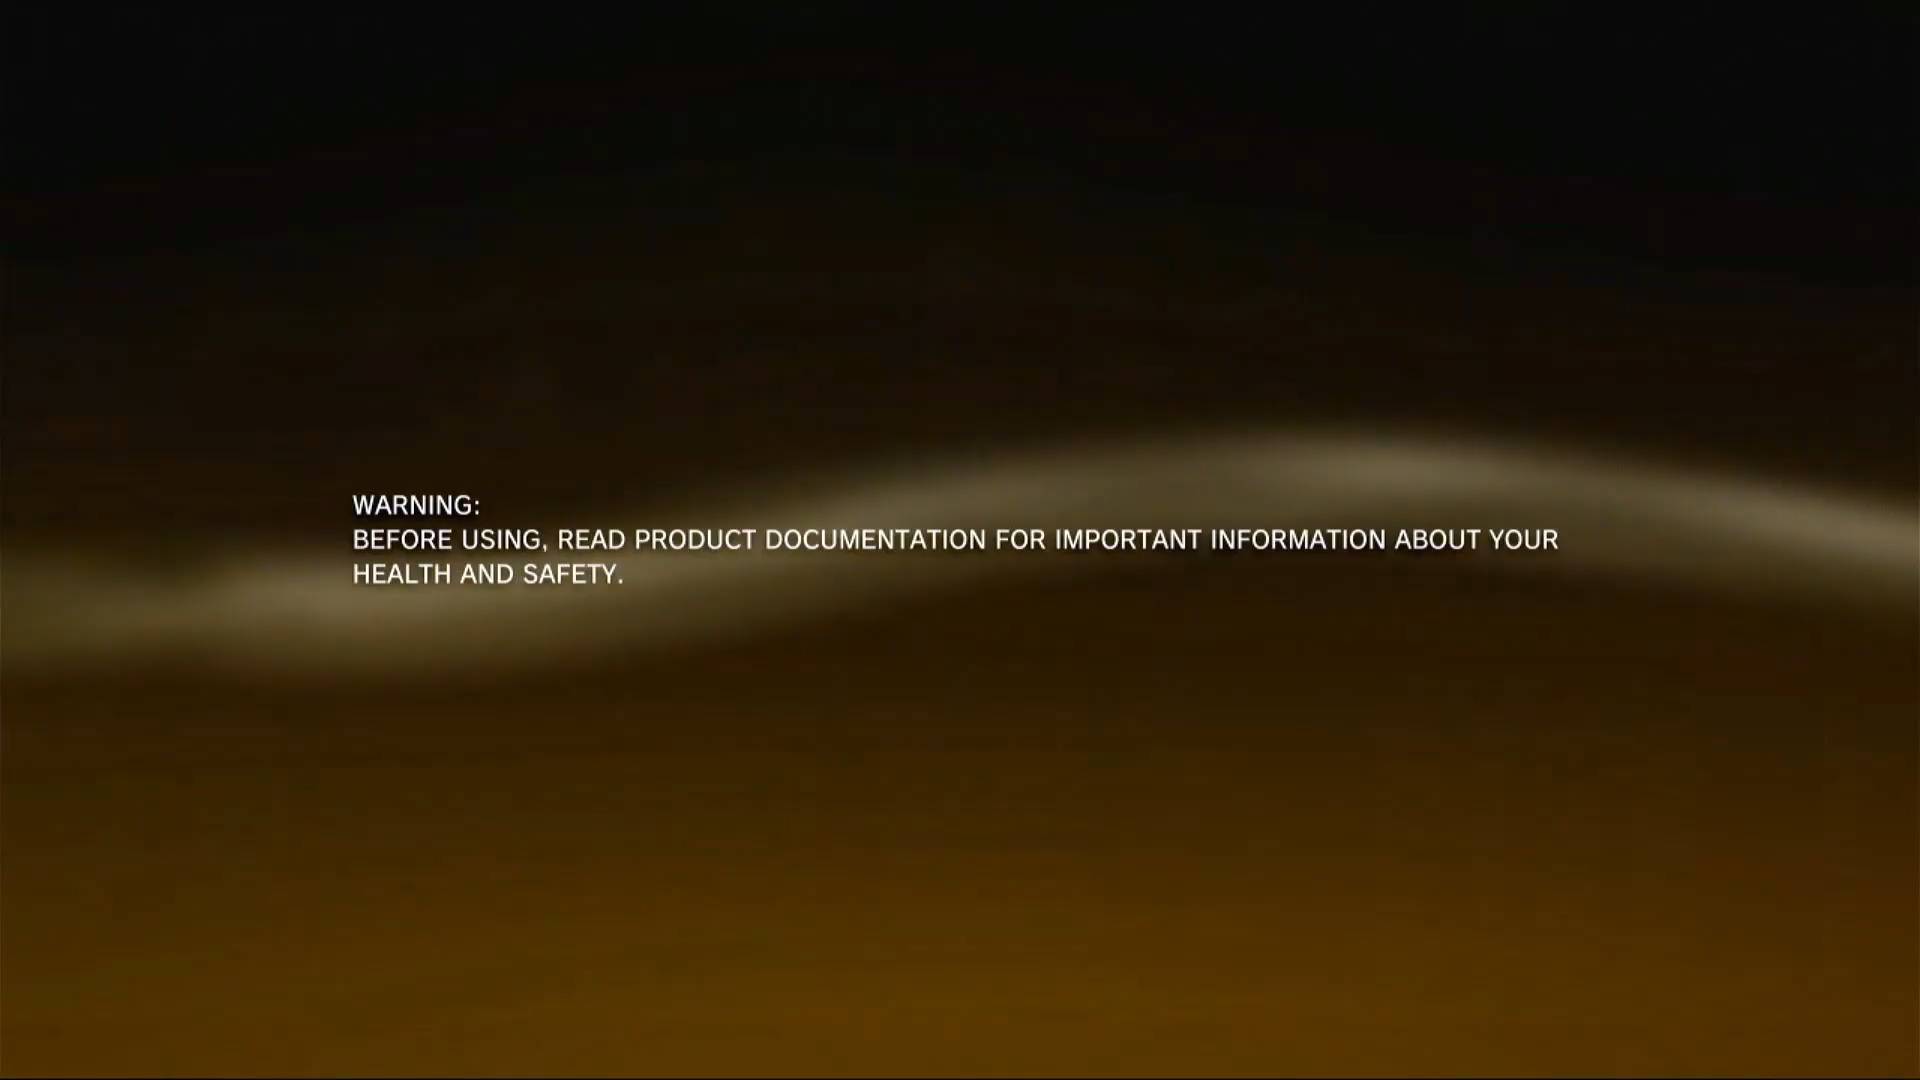 WARNING:
BEFORE USING, READ PRODUCT DOCUMENTATION FOR IMPORTANT INFORMATION ABOUT YOUR
HEALTH AND SAFETY.